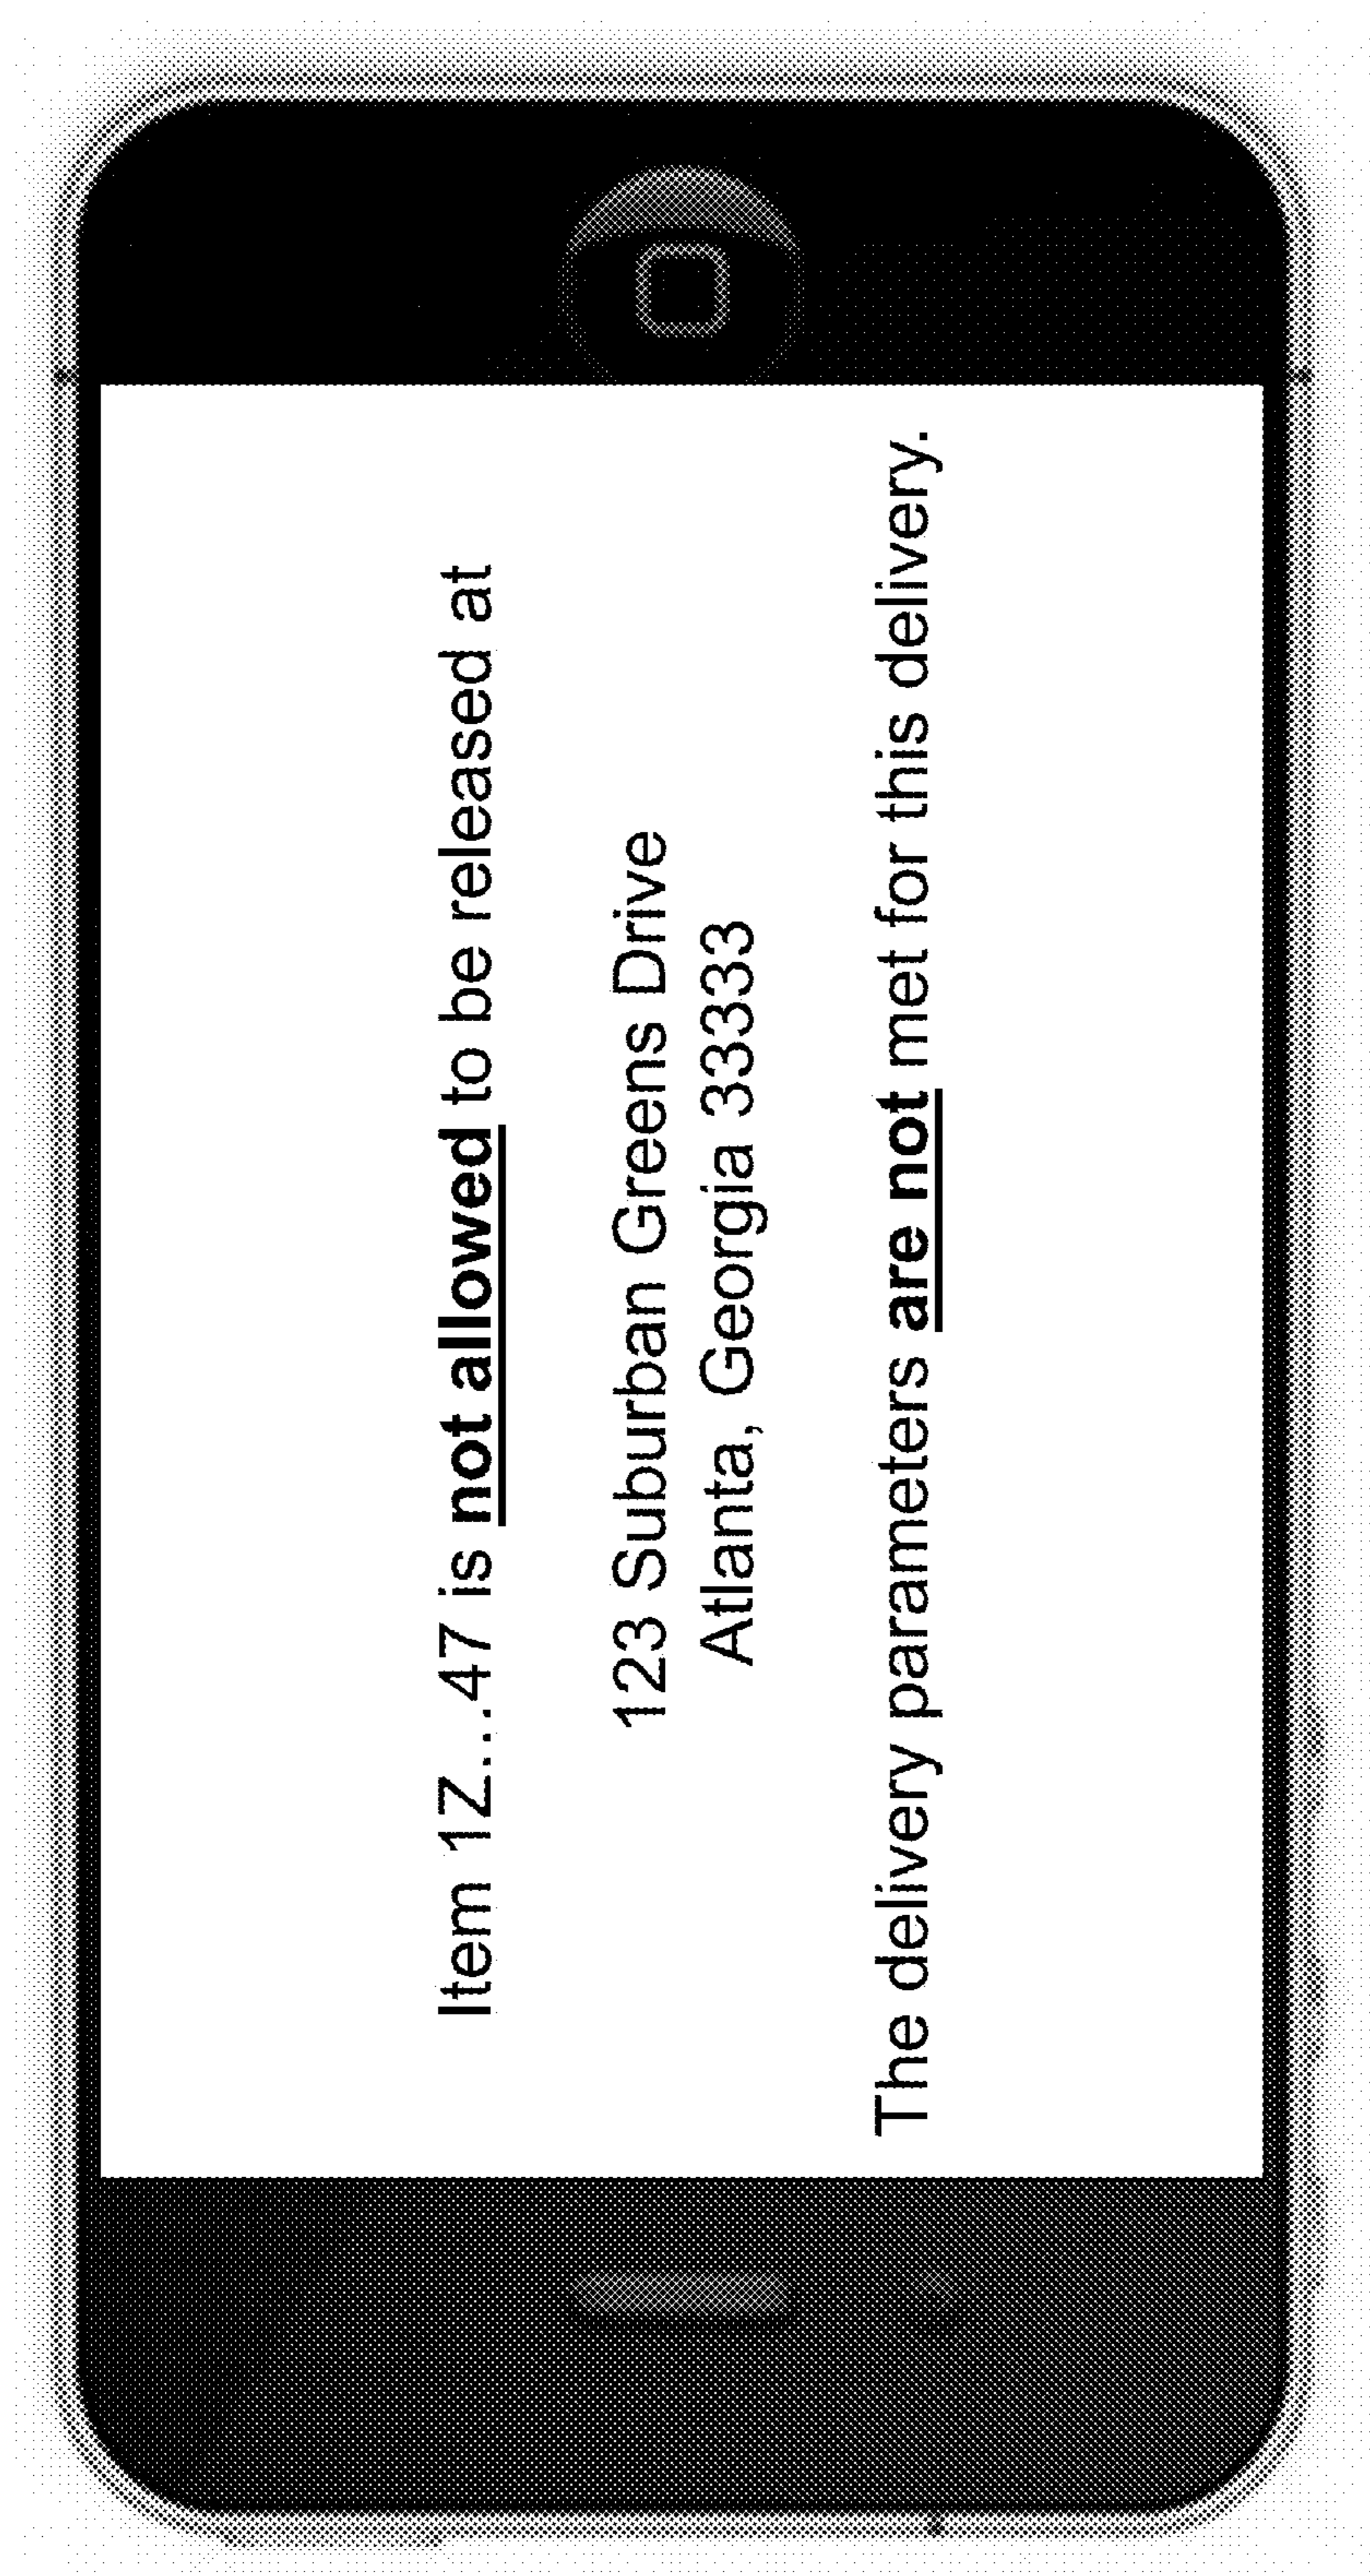 Item 1Z...47 is not allowed to be released at
123 Suburban Greens Drive
Atlanta, Georgia 33333
The delivery parameters are not met for this delivery.